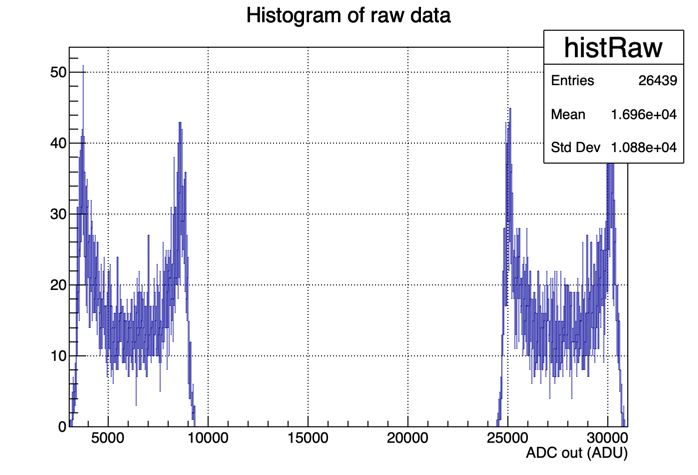 Histogram of raw data
histRaw
Entries 26439
Mean 1.696e+04
Std Dev 1.088e+04
50
40
30
20
10
0
5000 10000 15000 20000 25000 30000
ADC out (ADU)